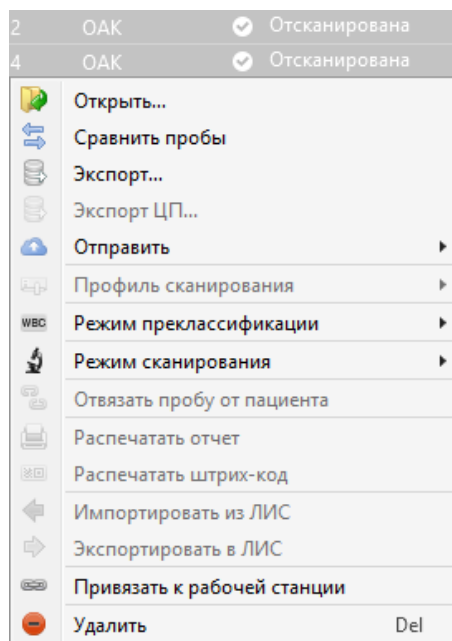 2 ОАК Отсканирована
4 ОАК Отсканирована
Открыть...
Сравнить пробы
Экспорт...
Экспорт ЦП...
Отправить
Профиль сканирования
WBC Режим преклассификации
Режим сканирования
Отвязать пробу от пациента
Распечатать отчет
Распечатать штрих-код
Импортировать из ЛИС
Экспортировать в ЛИС
Привязать к рабочей станции
Удалить Del